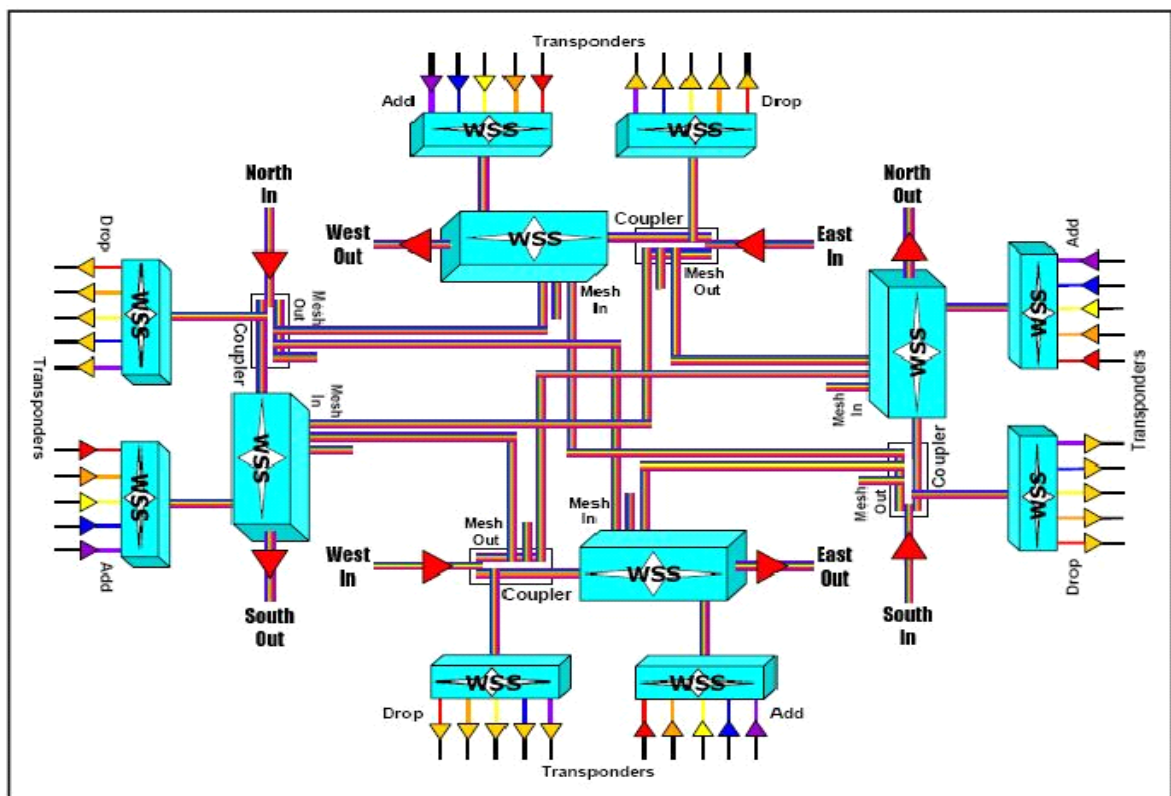 Transponders
Add
Drop
WSS
WSS
North
In
North
Out
Drop
West
Out
WSS
Coupler
East
In
Add
Mesh
Out
Mesh
In
WSS
Mesh
Out
WSS
Coupler
WSS
Transponders
Mesh
In
Mesh
In
Transponders
WSS
WSS
Coupler
Mesh
Out
WSS
Mesh
In
Mesh
Out
West
In
WSS
East
Out
Add
Coupler
Drop
South
Out
South
In
WSS
WSS
Drop
Add
Transponders